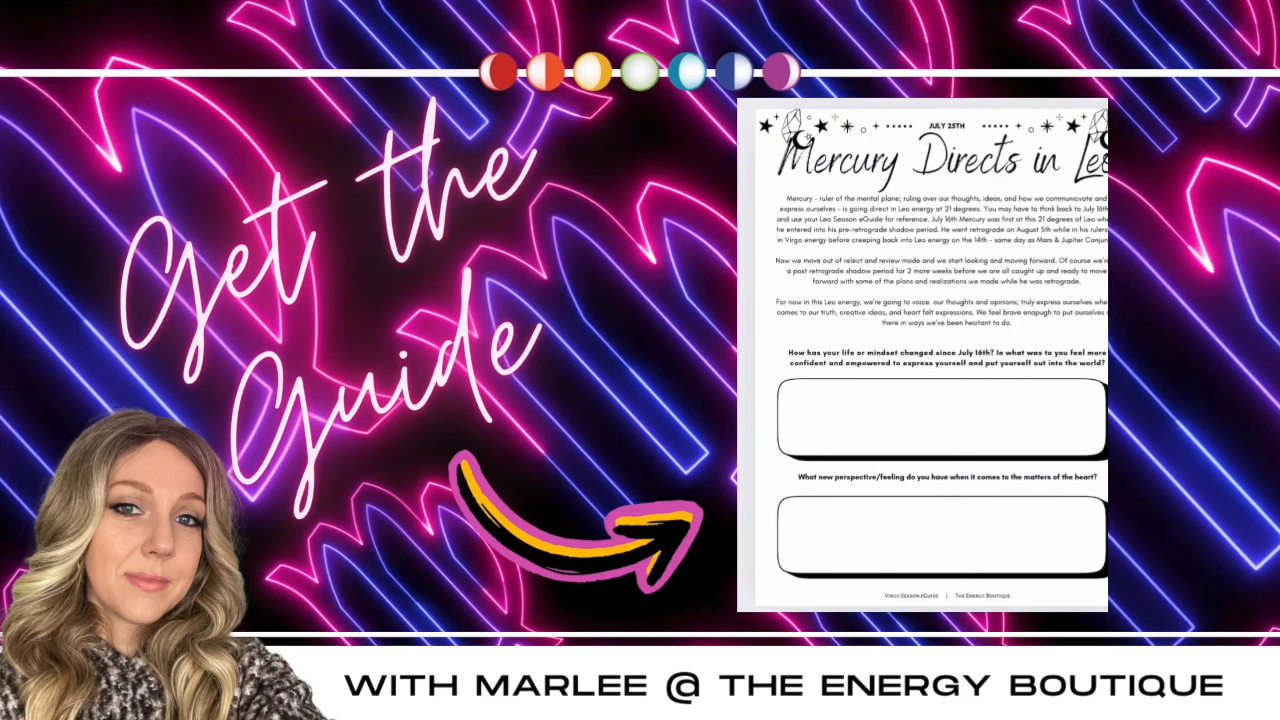 Get the
Guide
JULY 25TH
Mercury Directs in Leo
Mercury - ruler of the mental plane; ruling over our thoughts, ideas, and how we communicate and
express ourselves - is going direct in Leo energy at 21 degrees. You may have to think back to July 16th
and use your Leo Season eGuide for reference. July 16th Mercury was first at this 21 degrees of Leo
he entered into his pre-retrograde shadow period. He went retrograde on August 5th while in his
in Virgo energy before creeping back into Leo energy on the 14th - same day as Mars & Jupiter
Now we move out of relect and review mode and we start looking and moving forward. Of course
a post retrograde shadow period for 2 more weeks before we are all caught up and ready to move
forward with some of the plans and realizations we made while he was retrograde.
For now in this Leo energy, we're going to voice. our thoughts and opinions; truly express ourselves
comes to our truth, creative ideas, and heart felt expressions. We feel brave enopugh to put ourselves
there in ways we've been hesitant to do.
How has your life or mindset changed since July 16th? In what was to you feel more
confident and empowered to express yourself and put yourself out into the world?
What new perspective/feeling do you have when it comes to the matters of the heart?
VIRGO SEASON EGUIDE | THE ENERGY BOUTIQUE
WITH MARLEE @ THE ENERGY BOUTIQUE